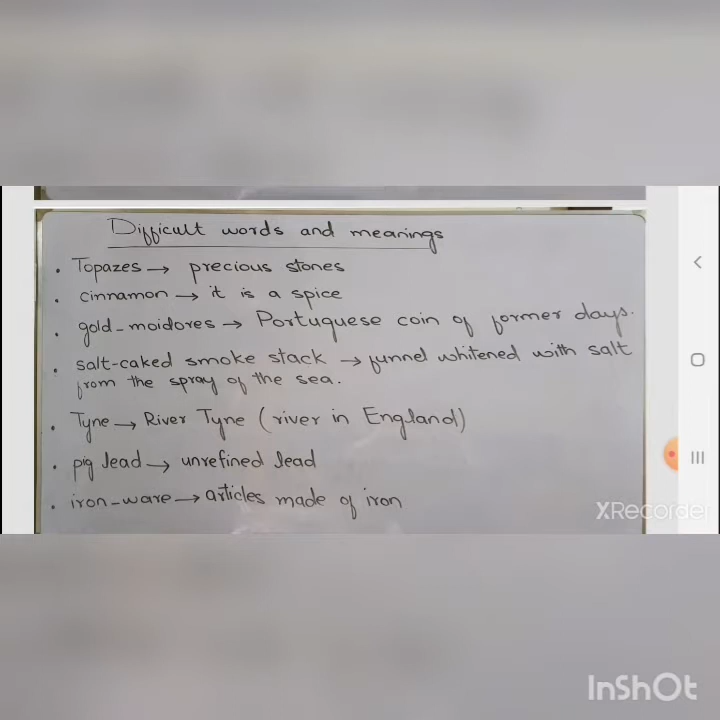 Difficult words and meanings
• Topazes → precious stones
• cinnamon → it is a spice
• gold-moidores → Portuguese coin of former days.
• salt-caked smoke stack → funnel whitened with salt
from the spray of the sea.
• Tyne → River Tyne (river in England)
• pig lead → unrefined lead
• iron-ware → articles made of iron
XRecorder
InShOt